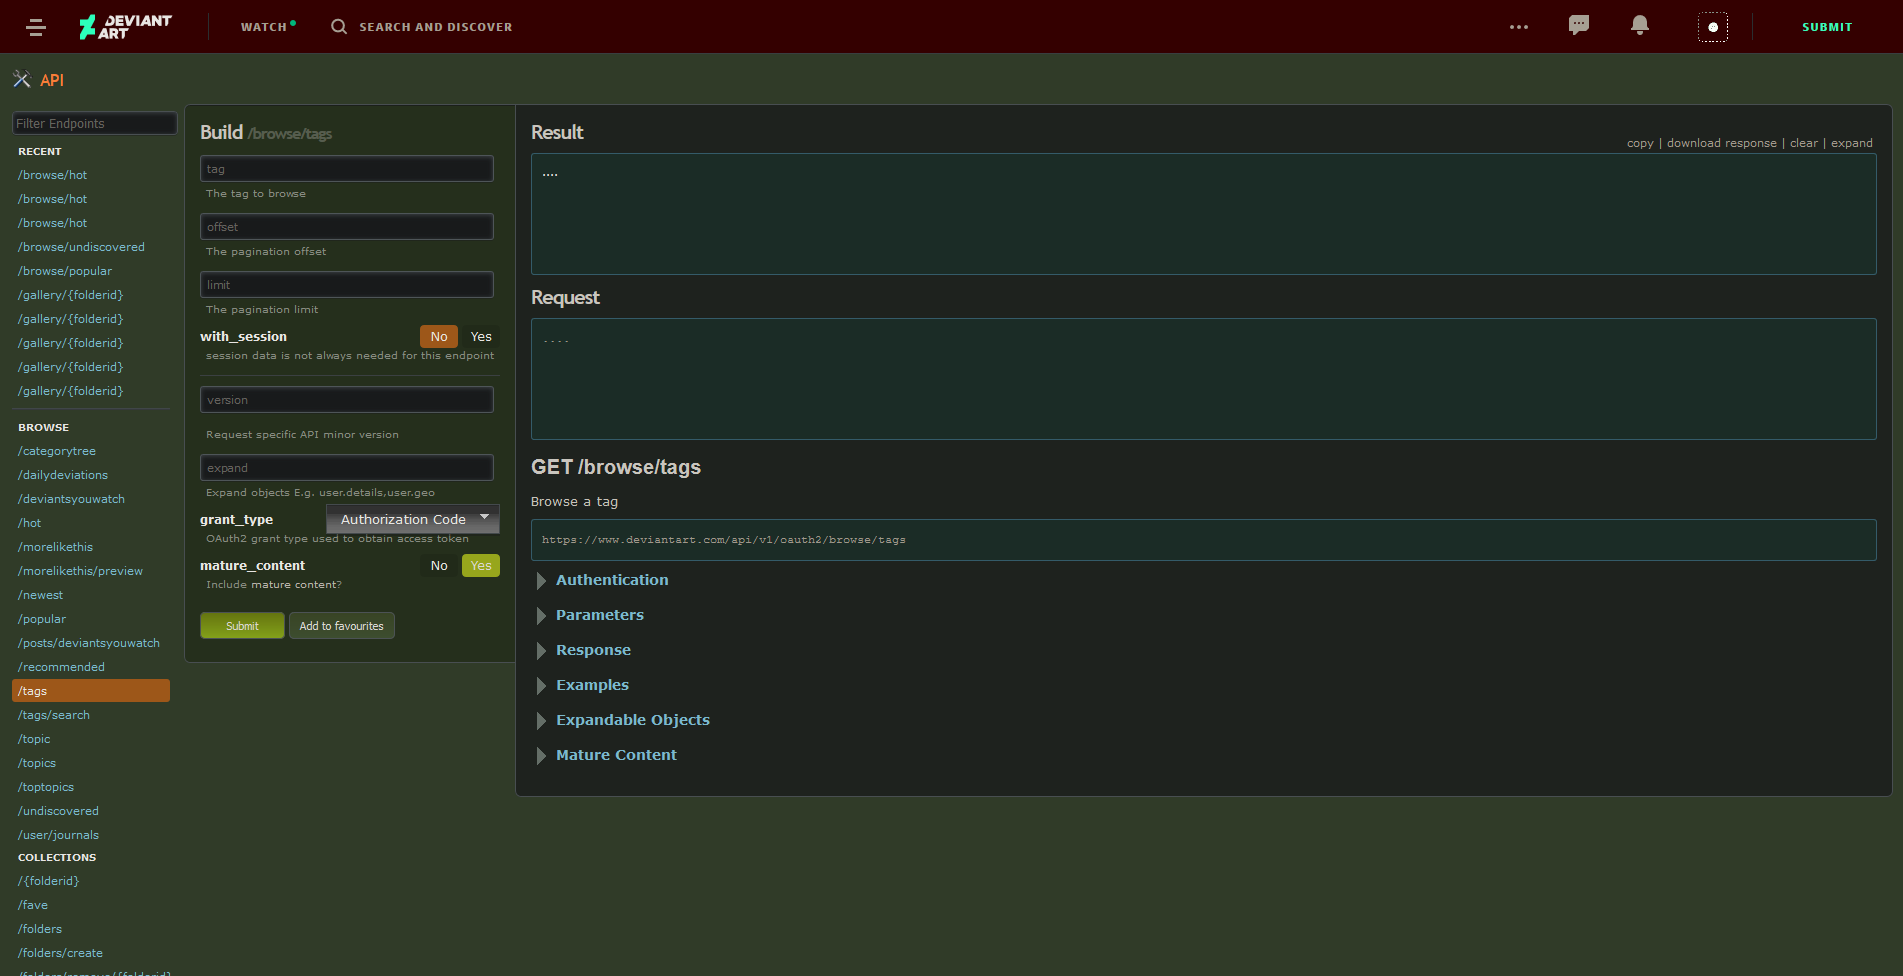 DEVIANT ART
WATCH
SEARCH AND DISCOVER
SUBMIT
API
Filter Endpoints
RECENT
/browse/hot
/browse/hot
/browse/hot
/browse/undiscovered
/browse/popular
/gallery/{folderid}
/gallery/{folderid}
/gallery/{folderid}
/gallery/{folderid}
/gallery/{folderid}
BROWSE
/categorytree
/dailydeviations
/deviantsyouwatch
/hot
/morelikethis
/morelikethis/preview
/newest
/popular
/posts/deviantsyouwatch
/recommended
/tags
/tags/search
/topic
/topics
/toptopics
/undiscovered
/user/journals
COLLECTIONS
/{folderid}
/fave
/folders
/folders/create
/folders/remove/{folderid}
Build /browse/tags
tag
The tag to browse
offset
The pagination offset
limit
The pagination limit
with_session No Yes
session data is not always needed for this endpoint
version
Request specific API minor version
expand
Expand objects E.g. user.details,user.geo
grant_type Authorization Code
OAuth2 grant type used to obtain access token
mature_content No Yes
Include mature content?
Submit Add to favourites
Result
copy | download response | clear | expand
....
Request
....
GET /browse/tags
Browse a tag
https://www.deviantart.com/api/v1/oauth2/browse/tags
Authentication
Parameters
Response
Examples
Expandable Objects
Mature Content